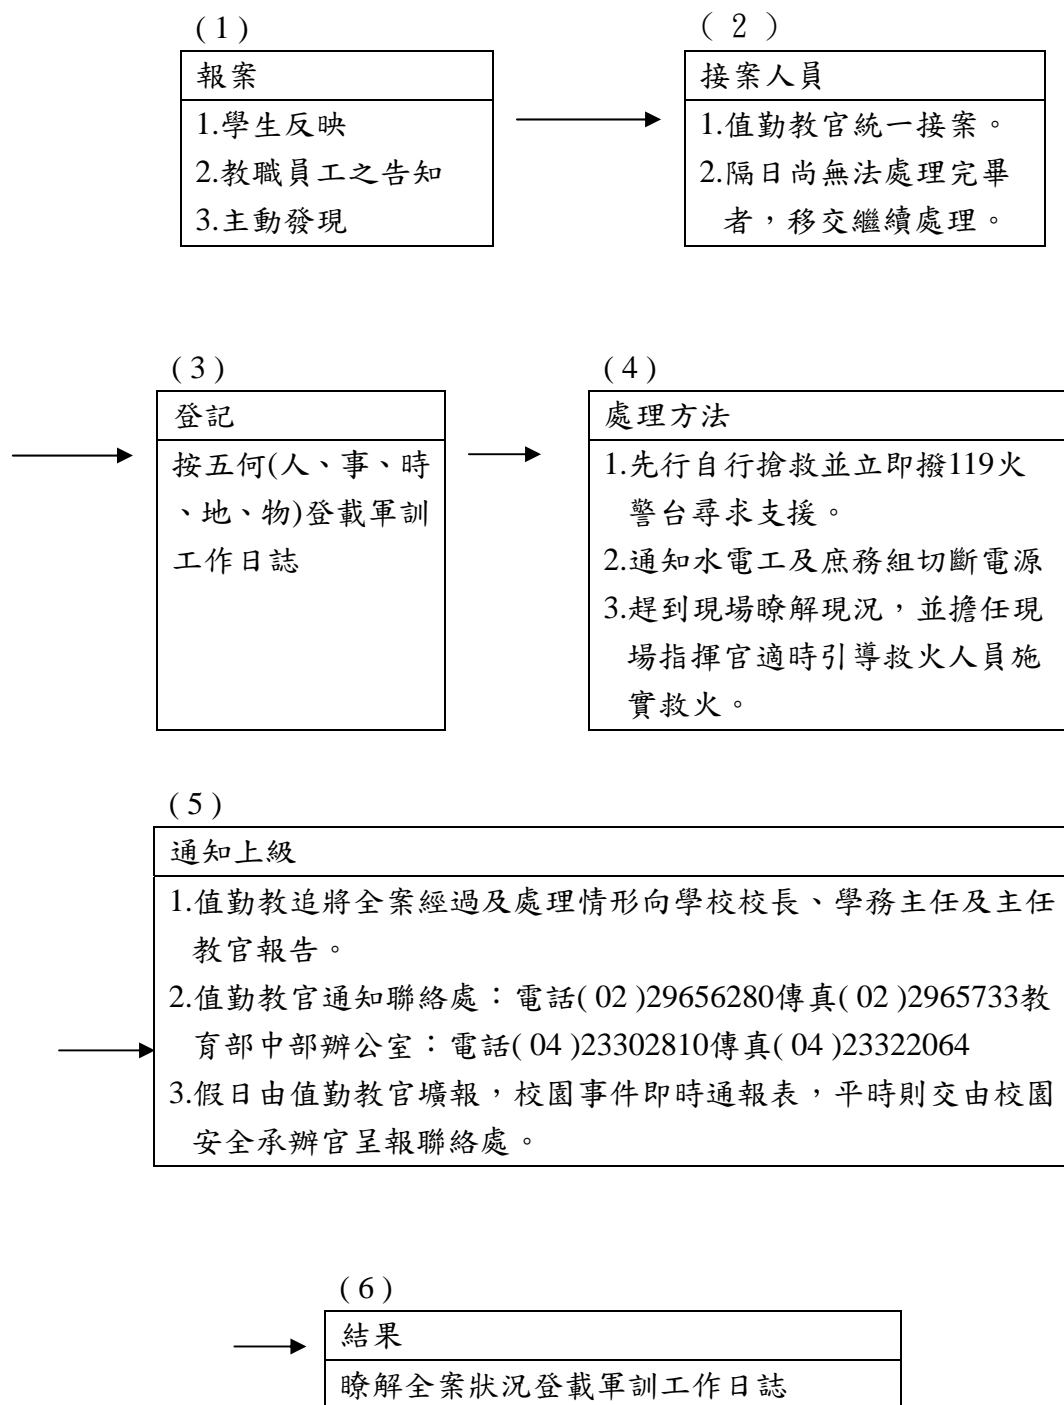 (1)
(2)
報案
接案人員
1.學生反映
2.教職員工之告知
3.主動發現
1.值勤教官統一接案。
2.隔日尚無法處理完畢
者，移交繼續處理。
(3)
(4)
登記
按五何(人、事、時
、地、物)登載軍訓
工作日誌
處理方法
1.先行自行搶救並立即撥119火
警台尋求支援。
2.通知水電工及庶務組切斷電源
3.趕到現場瞭解現況，並擔任現
場指揮官適時引導救火人員施
實救火。
(5)
通知上級
1.值勤教追將全案經過及處理情形向學校校長、學務主任及主任
教官報告。
2.值勤教官通知聯絡處：電話(02)29656280傳真(02)2965733教
育部中部辦公室：電話(04)23302810傳真(04)23322064
3.假日由值勤教官壙報，校園事件即時通報表，平時則交由校園
安全承辦官呈報聯絡處。
(6)
結果
瞭解全案狀況登載軍訓工作日誌